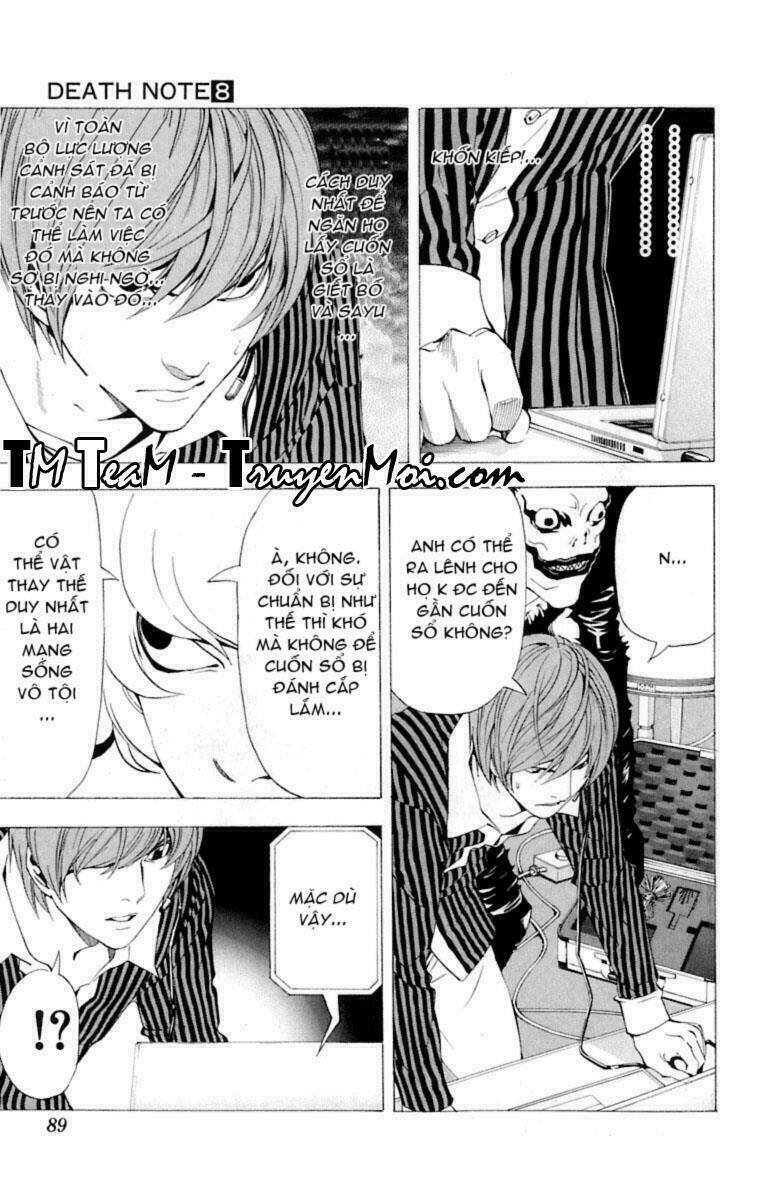 DEATH NOTE 8
KHỐN KIẾP!...
CÁCH DUY
NHẤT ĐỂ
NGĂN HỌ
LẤY CUỐN
SỔ LÀ
GIẾT BỐ
VÀ SAYU
...
VÌ TOÀN
BỘ LỰC LƯỢNG
CẢNH SÁT ĐÃ BỊ
CẢNH BÁO TỪ
TRƯỚC NÊN TA CÓ
THỂ LÀM VIỆC
ĐÓ MÀ KHÔNG
SỢ BỊ NGHI NGỜ...
THAY VÀO ĐÓ...
TM TeaM - TruyenMoi.com
N...
ANH CÓ THỂ
RA LỆNH CHO
HỌ K ĐC ĐẾN
GẦN CUỐN
SỔ KHÔNG?
À, KHÔNG.
ĐỐI VỚI SỰ
CHUẨN BỊ NHƯ
THẾ THÌ KHÓ
MÀ KHÔNG ĐỂ
CUỐN SỔ BỊ
ĐÁNH CẮP
LẮM...
CÓ
THỂ VẬT
THAY THẾ
DUY NHẤT
LÀ HAI
MẠNG
SỐNG
VÔ TỘI
...
MẶC DÙ
VẬY...
!?
89